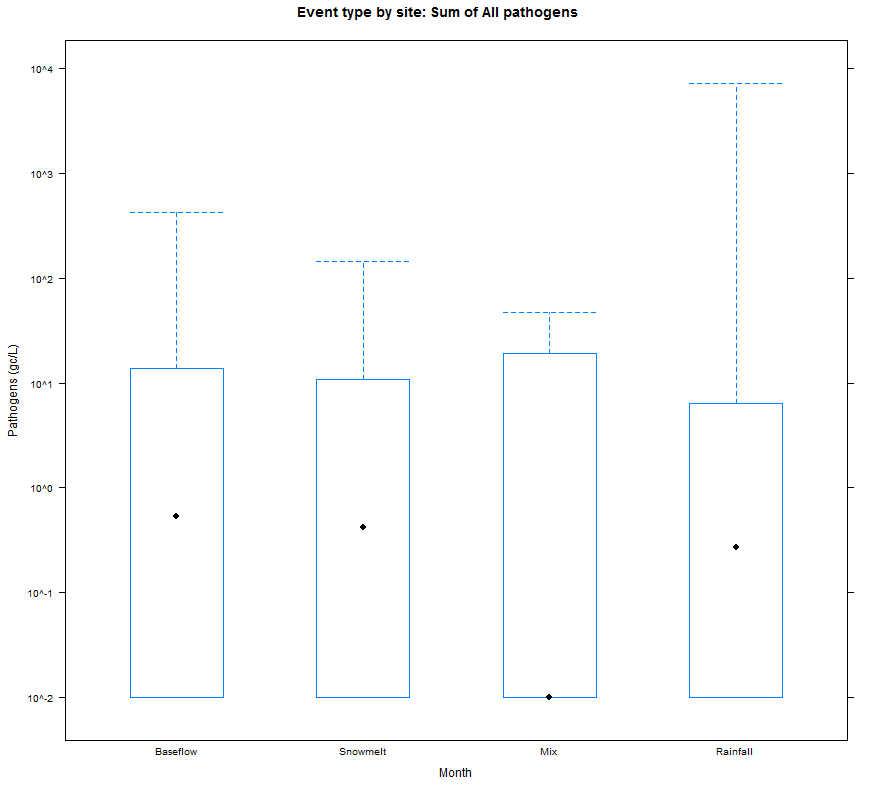 Event type by site: Sum of All pathogens
10^4
10^3
10^2
10^1
10^0
10^-1
10^-2
Pathogens (gc/L)
Baseflow Snowmelt Mix Rainfall
Month